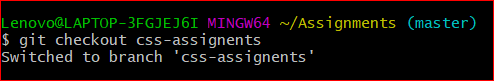 Lenovo@LAPTOP-3FGJEJ6I MINGW64 ~/Assignments (master)
$ git checkout css-assignents
Switched to branch 'css-assignents'